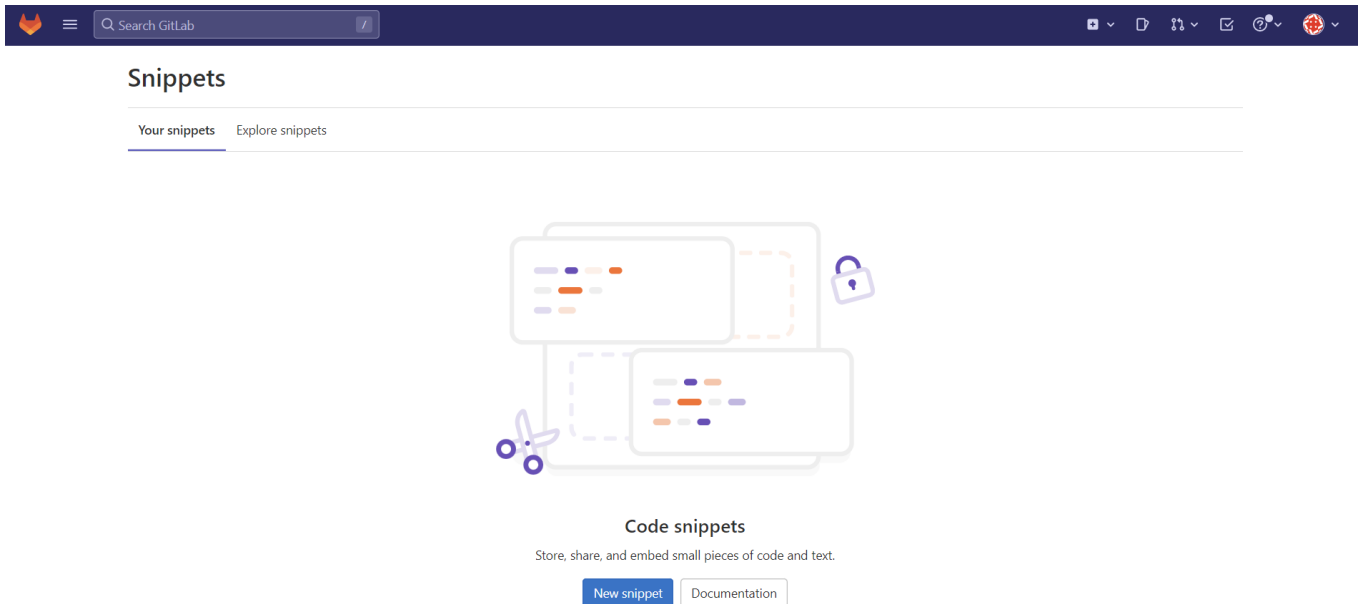 Search GitLab /
Snippets
Your snippets Explore snippets
Code snippets
Store, share, and embed small pieces of code and text.
New snippet Documentation